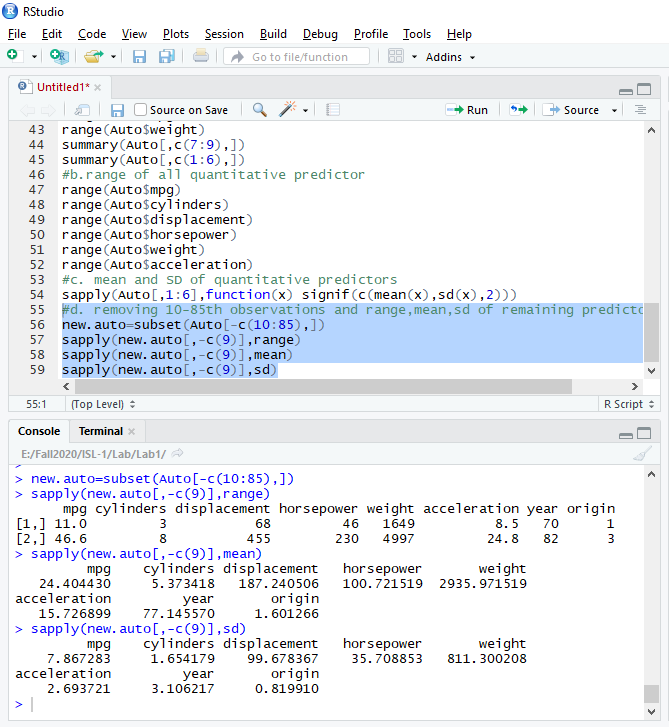 RStudio
File Edit Code View Plots Session Build Debug Profile Tools Help
Go to file/function Addins
Untitled1*
Source on Save Run Source
43 range(Auto$weight)
44 summary(Auto[,c(7:9),])
45 summary(Auto[,c(1:6),])
46 #b.range of all quantitative predictor
47 range(Auto$mpg)
48 range(Auto$cylinders)
49 range(Auto$displacement)
50 range(Auto$horsepower)
51 range(Auto$weight)
52 range(Auto$acceleration)
53 #c. mean and SD of quantitative predictors
54 sapply(Auto[,1:6],function(x) signif(c(mean(x),sd(x),2)))
55 #d. removing 10-85th observations and range,mean,sd of remaining predicto
56 new.auto=subset(Auto[-c(10:85),])
57 sapply(new.auto[,-c(9)],range)
58 sapply(new.auto[,-c(9)],mean)
59 sapply(new.auto[,-c(9)],sd)
55:1 (Top Level) R Script
Console Terminal
E:/Fall2020/ISL-1/Lab/Lab1/
>
> new.auto=subset(Auto[-c(10:85),])
> sapply(new.auto[,-c(9)],range)
mpg cylinders displacement horsepower weight acceleration year origin
[1,] 11.0 3 68 46 1649 8.5 70 1
[2,] 46.6 8 455 230 4997 24.8 82 3
> sapply(new.auto[,-c(9)],mean)
mpg cylinders displacement horsepower weight
24.404430 5.373418 187.240506 100.721519 2935.971519
acceleration year origin
15.726899 77.145570 1.601266
> sapply(new.auto[,-c(9)],sd)
mpg cylinders displacement horsepower weight
7.867283 1.654179 99.678367 35.708853 811.300208
acceleration year origin
2.693721 3.106217 0.819910
>